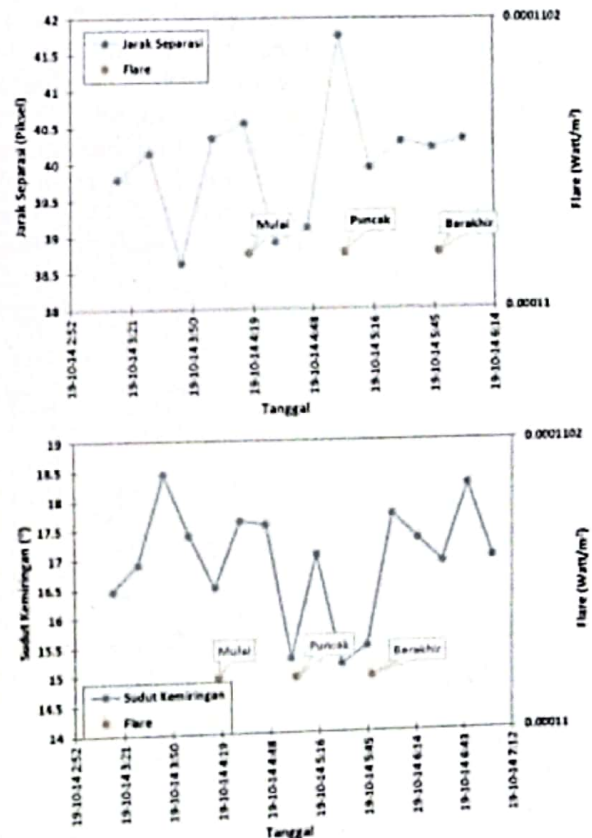 42
41.5
41
40.5
40
39.5
39
38.5
38
Jarak Separasi (Piksel)
Jarak Separasi
Flare
Mulai
Puncak
Berakhir
0.0001102
0.00011
Flare (Watt/m²)
19-10-14 2:52
19-10-14 3:21
19-10-14 3:50
19-10-14 4:19
19-10-14 4:48
19-10-14 5:16
19-10-14 5:45
19-10-14 6:14
Tanggal
19
18.5
18
17.5
17
16.5
16
15.5
15
14.5
14
Sudut Kemiringan (°)
Mulai
Puncak
Berakhir
Sudut Kemiringan
Flare
0.0001102
0.00011
Flare (Watt/m²)
19-10-14 2:52
19-10-14 3:21
19-10-14 3:50
19-10-14 4:19
19-10-14 4:48
19-10-14 5:16
19-10-14 5:45
19-10-14 6:14
19-10-14 6:43
19-10-14 7:12
Tanggal